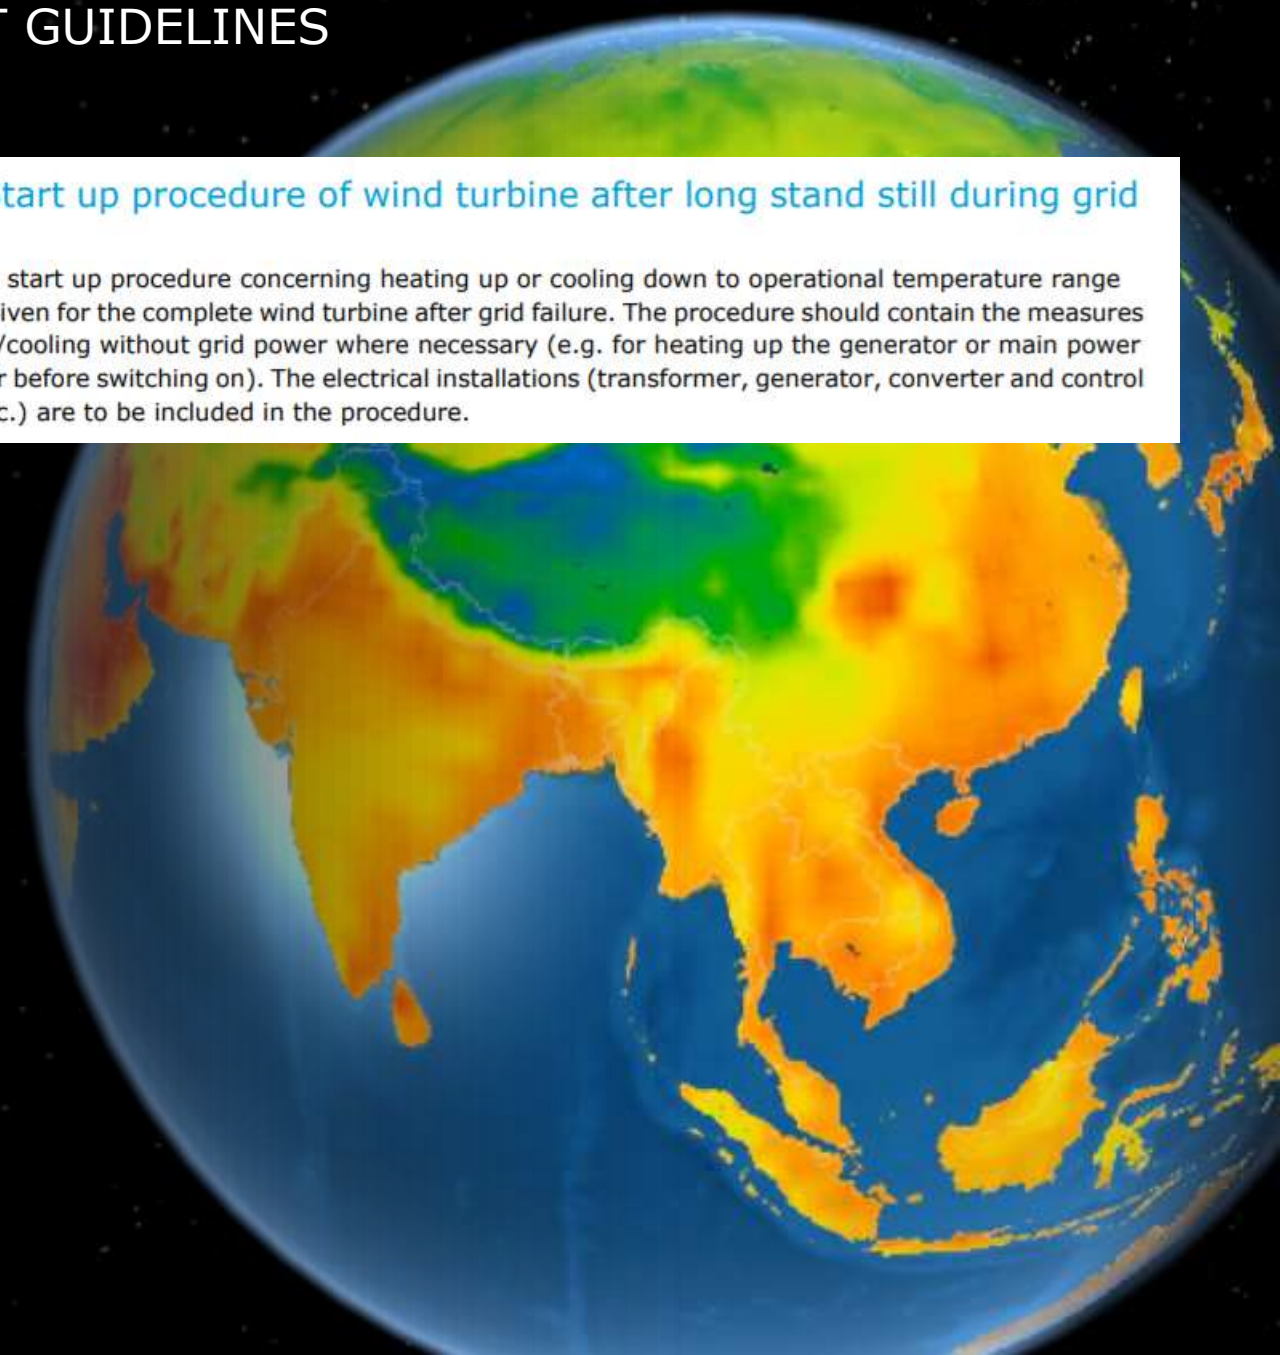 GUIDELINES
up procedure of wind turbine after long stand still during grid
start up procedure concerning heating up or cooling down to operational temperature range
for the complete wind turbine after grid failure. The procedure should contain the measures
/cooling without grid power where necessary (e.g. for heating up the generator or main power
before switching on). The electrical installations (transformer, generator, converter and control
are to be included in the procedure.